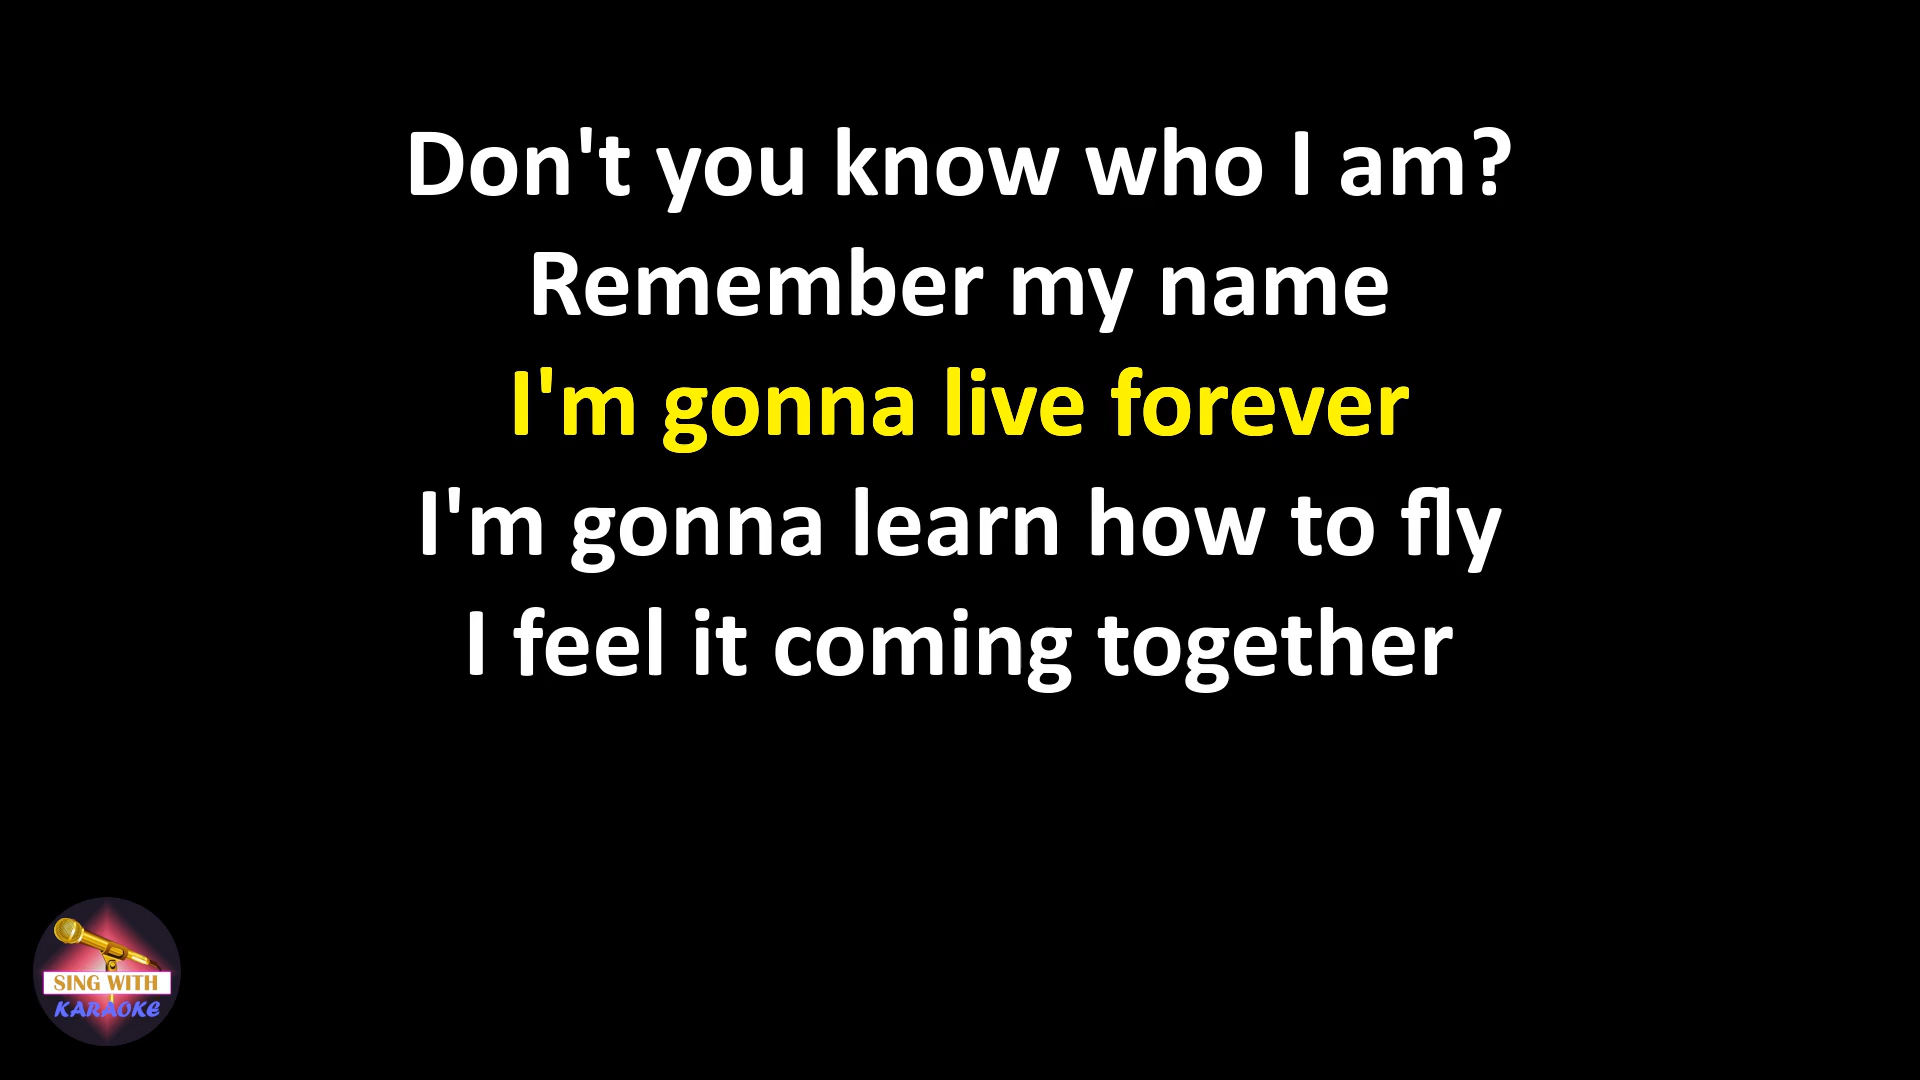 Don't you know who I am?
Remember my name
I'm gonna live forever
I'm gonna learn how to fly
I feel it coming together
SING WITH
KARAOKE